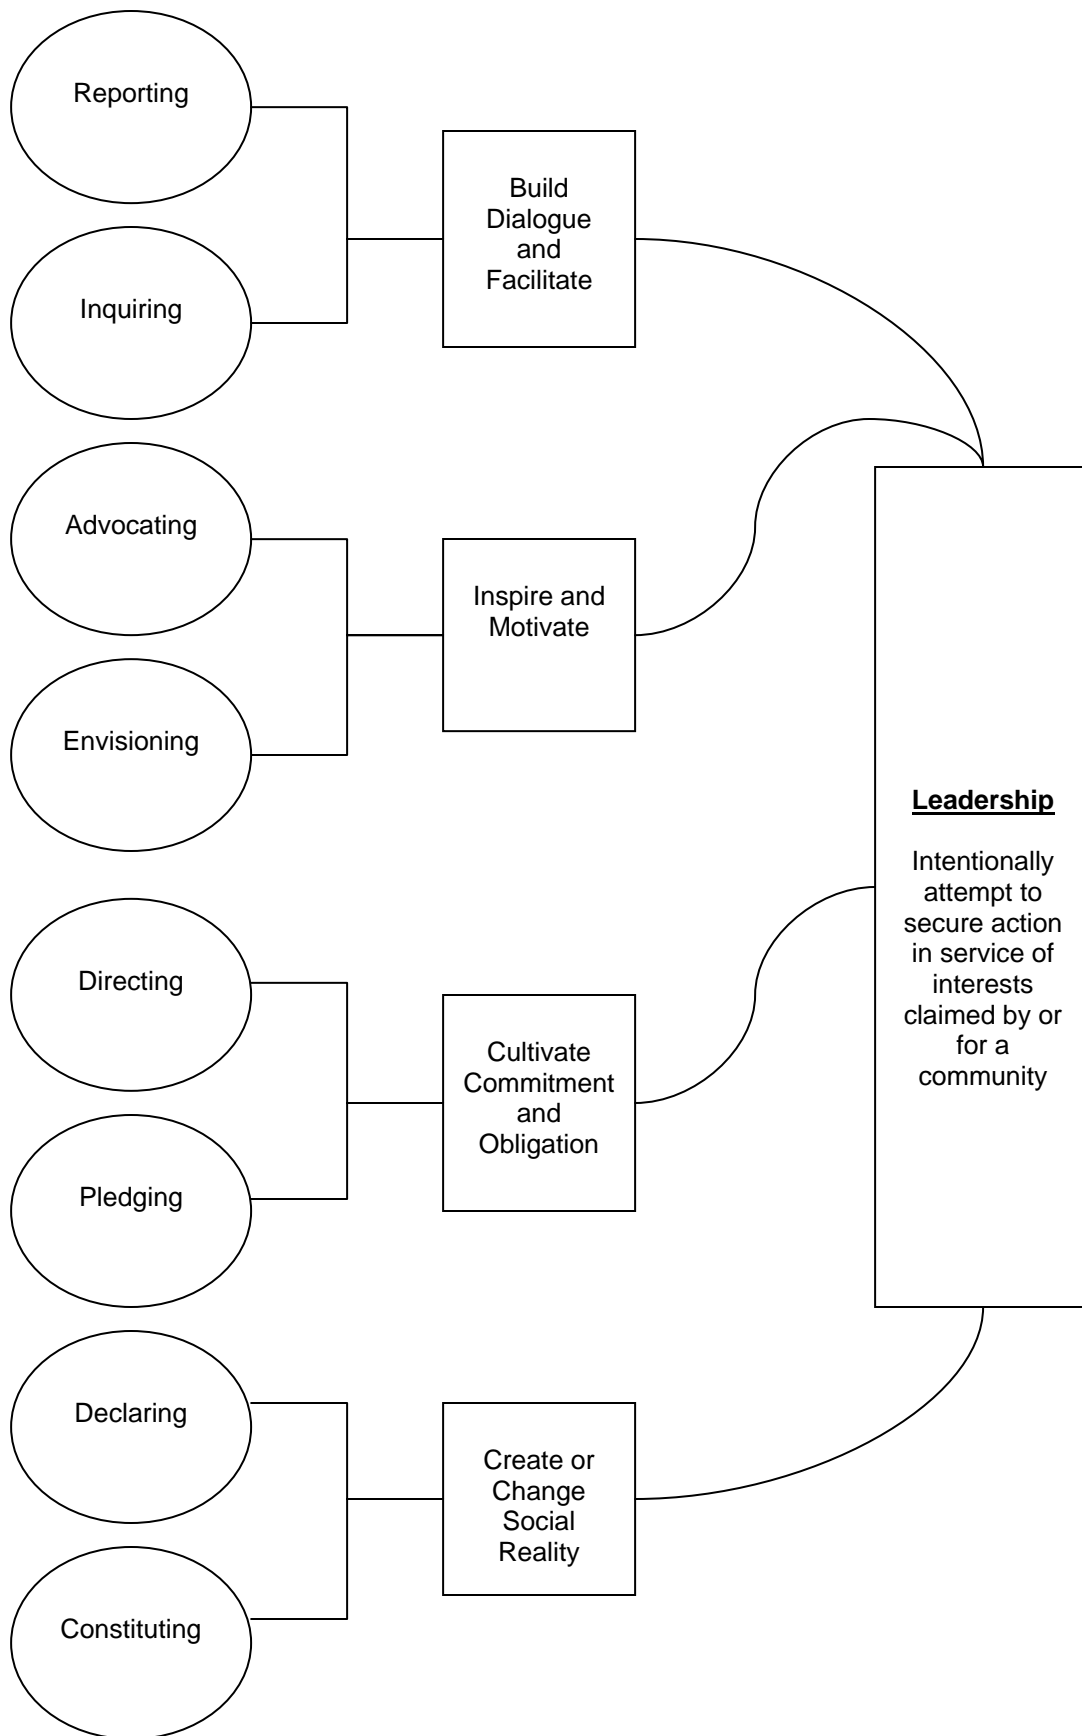 Reporting
Build
Dialogue
and
Facilitate
Inquiring
Advocating
Inspire and
Motivate
Envisioning
Leadership
Intentionally
attempt to
secure action
in service of
interests
claimed by or
for a
community
Directing
Cultivate
Commitment
and
Obligation
Pledging
Declaring
Create or
Change
Social
Reality
Constituting